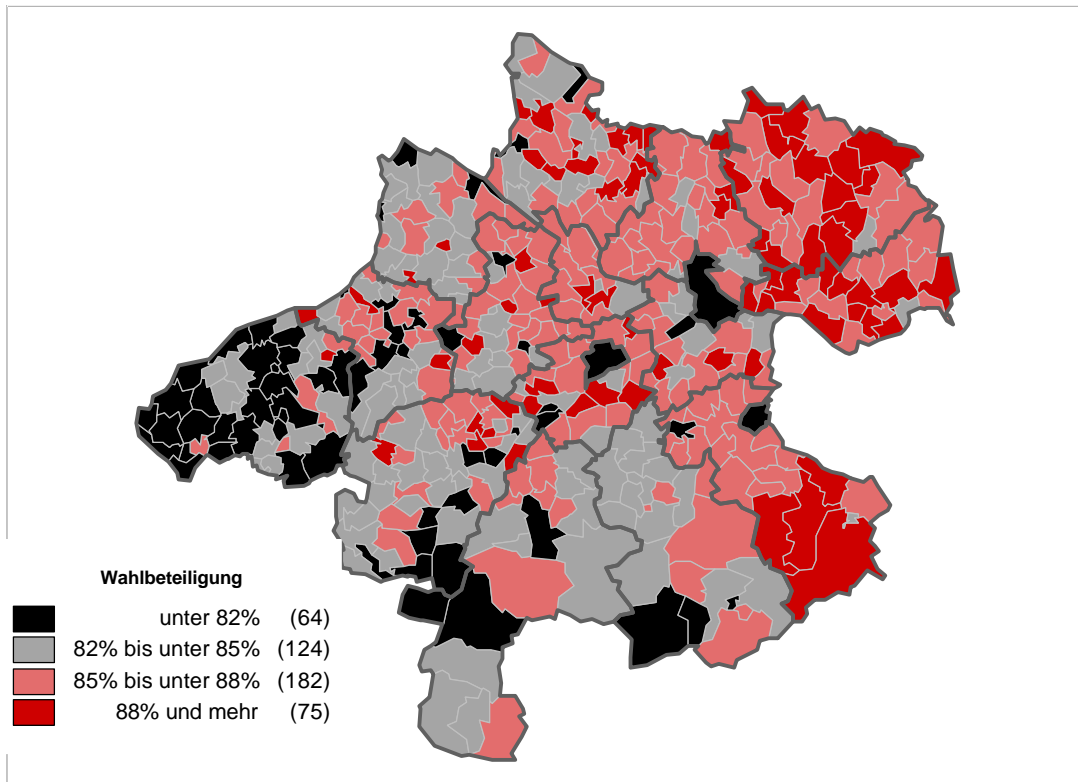 Wahlbeteiligung
unter 82% (64)
82% bis unter 85% (124)
85% bis unter 88% (182)
88% und mehr (75)